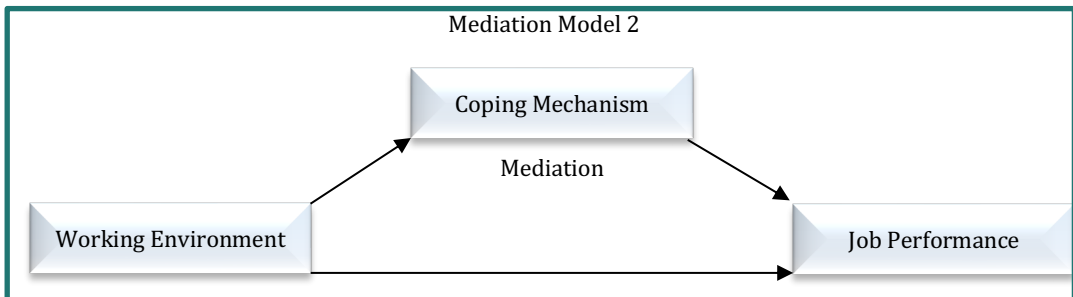 Mediation Model 2
Coping Mechanism
Mediation
Working Environment
Job Performance